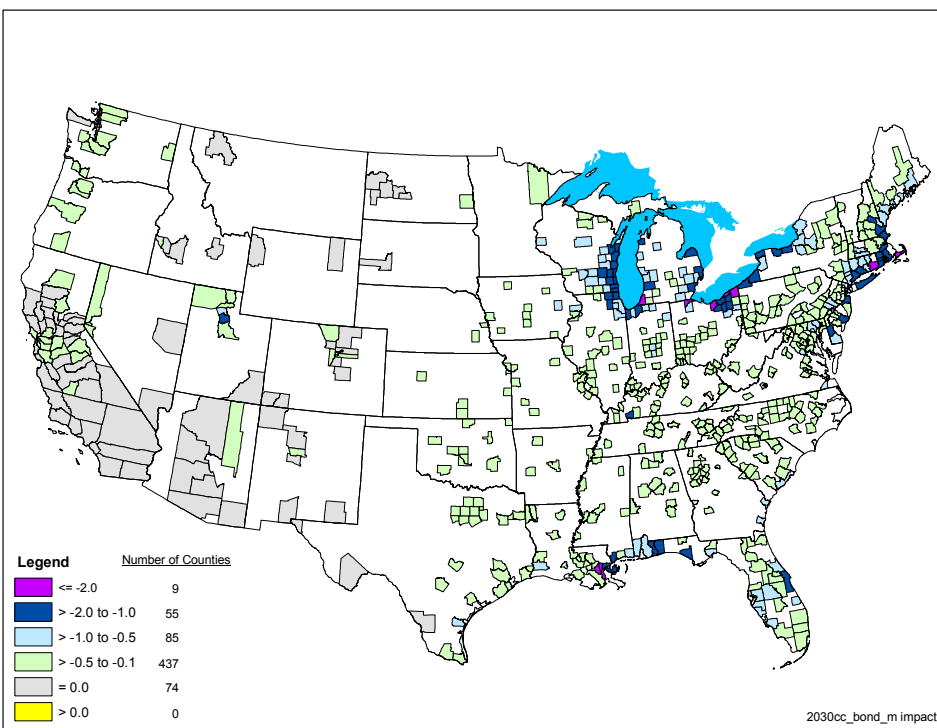 Legend Number of Counties
<= -2.0 9
> -2.0 to -1.0 55
> -1.0 to -0.5 85
> -0.5 to -0.1 437
= 0.0 74
> 0.0 0
2030cc_bond_m impact